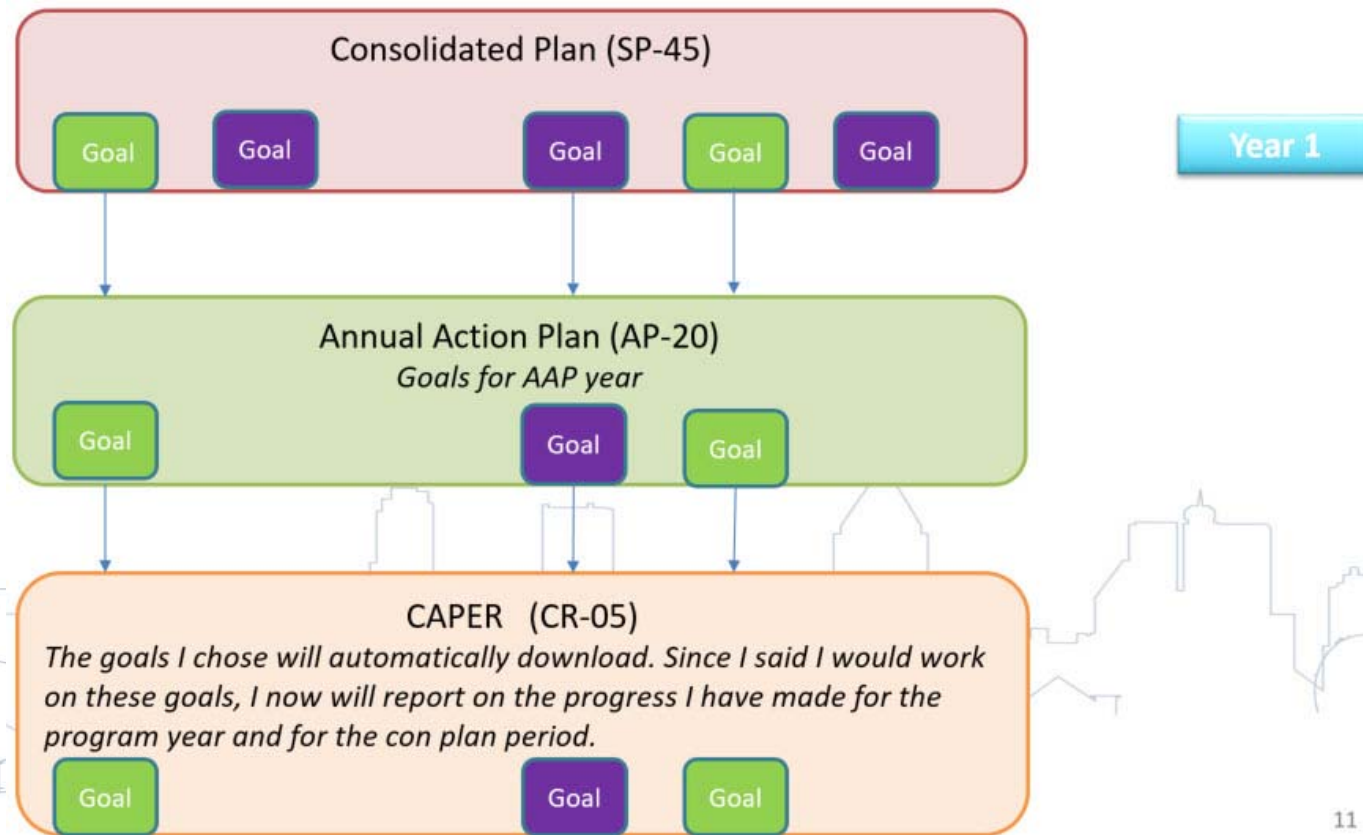 Consolidated Plan (SP-45)
Goal
Goal
Goal
Goal
Goal
Year 1
Annual Action Plan (AP-20)
Goals for AAP year
Goal
Goal
Goal
CAPER (CR-05)
The goals I chose will automatically download. Since I said I would work
on these goals, I now will report on the progress I have made for the
program year and for the con plan period.
Goal
Goal
Goal
11